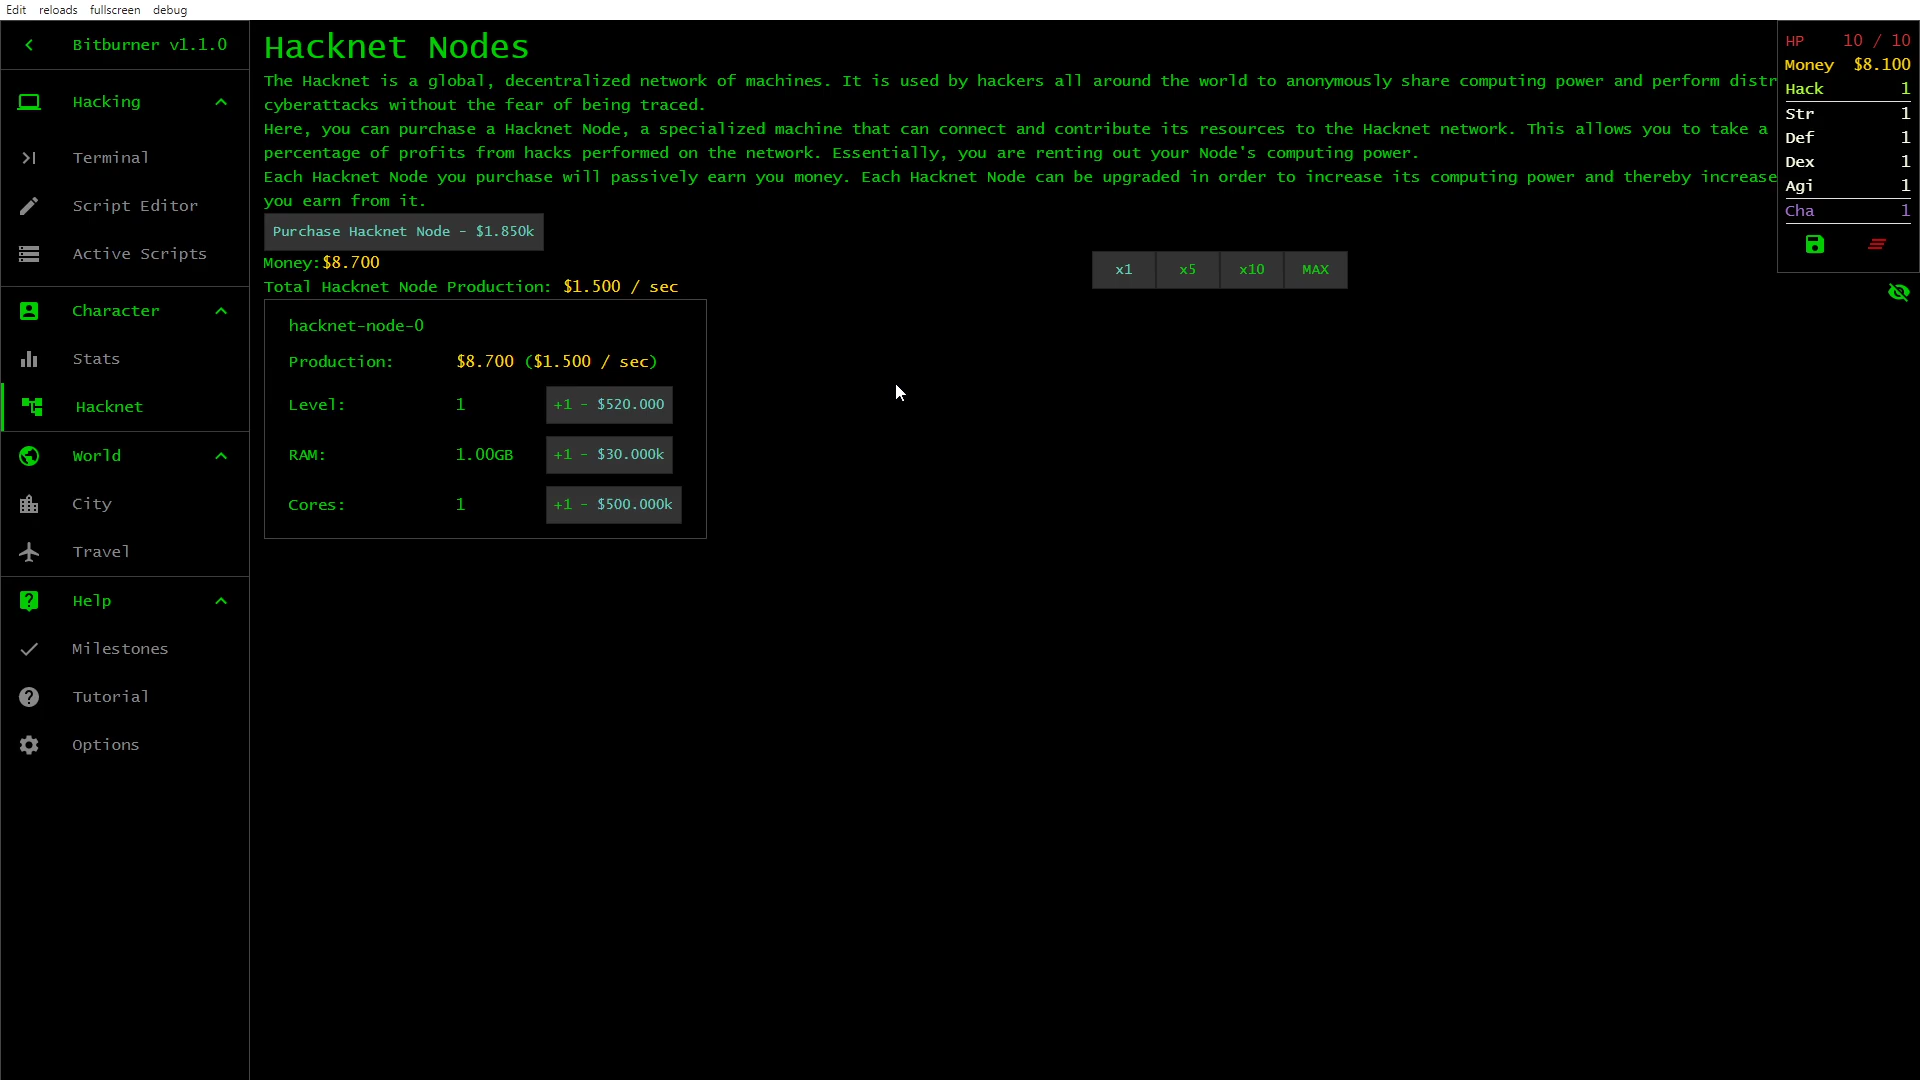 Edit reloads fullscreen debug
Bitburner v1.1.0
Hacking
Terminal
Script Editor
Active Scripts
Character
Stats
Hacknet
World
City
Travel
Help
Milestones
Tutorial
Options
Hacknet Nodes
The Hacknet is a global, decentralized network of machines. It is used by hackers all around the world to anonymously share computing power and perform distr
cyberattacks without the fear of being traced.
Here, you can purchase a Hacknet Node, a specialized machine that can connect and contribute its resources to the Hacknet network. This allows you to take a
percentage of profits from hacks performed on the network. Essentially, you are renting out your Node's computing power.
Each Hacknet Node you purchase will passively earn you money. Each Hacknet Node can be upgraded in order to increase its computing power and thereby increase
you earn from it.
Purchase Hacknet Node - $1.850k
Money:$8.700
Total Hacknet Node Production: $1.500 / sec
x1 x5 x10 MAX
hacknet-node-0
Production: $8.700 ($1.500 / sec)
Level: 1 +1 - $520.000
RAM: 1.00GB +1 - $30.000k
Cores: 1 +1 - $500.000k
HP 10 / 10
Money $8.100
Hack 1
Str 1
Def 1
Dex 1
Agi 1
Cha 1